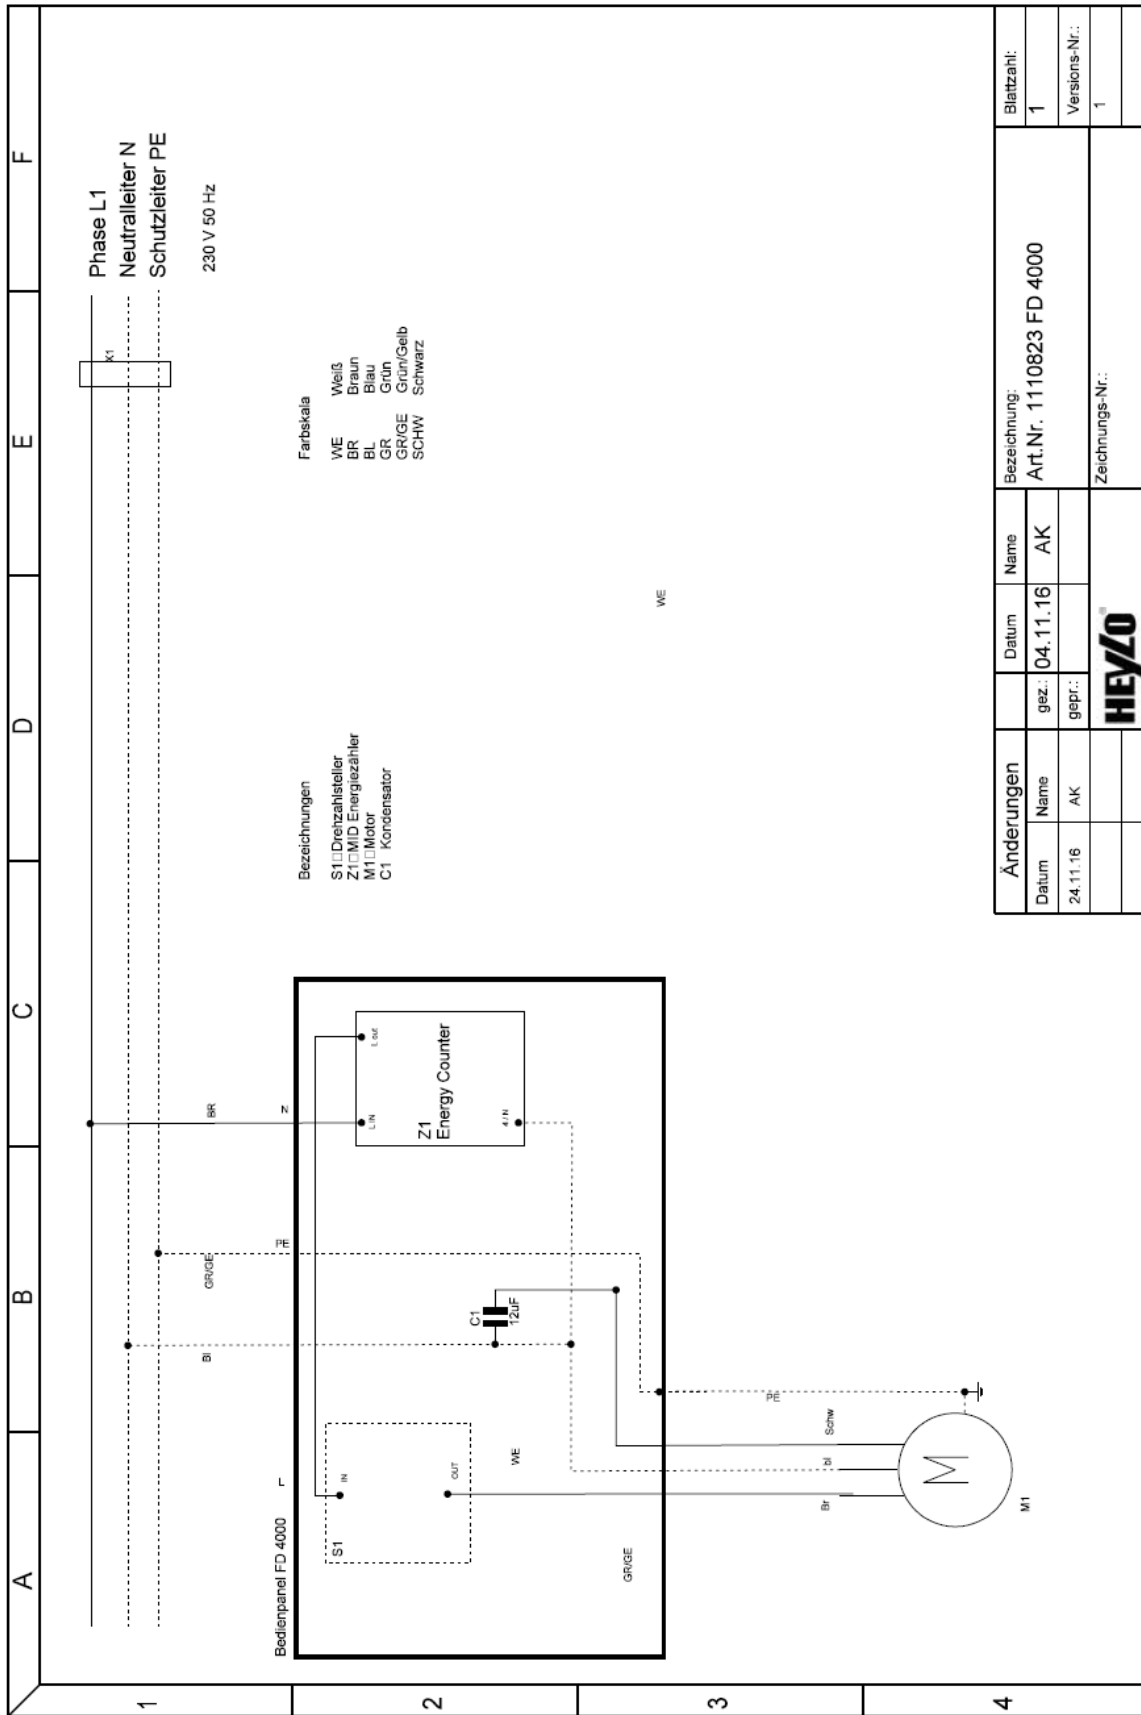 A
B
C
D
E
F
1
2
3
4
Phase L1
Neutralleiter N
Schutzleiter PE
230 V 50 Hz
X1
Farbskala
WE Weiß
BR Braun
BL Blau
GR Grün
GR/GE Grün/Gelb
SCHW Schwarz
Bezeichnungen
S1□Drehzahlsteller
Z1□MID Energiezähler
M1□Motor
C1 Kondensator
WE
Bedienpanel FD 4000
L
PE
N
Bl
GR/GE
BR
S1
IN
OUT
WE
GR/GE
C1
12uF
Z1
Energy Counter
L IN
L out
4 / N
PE
Br
bl
Schw
M
M1
Änderungen
Datum Name
24.11.16 AK
Datum Name
gez.: 04.11.16 AK
gepr.:
HEYLO®
Bezeichnung:
Art.Nr. 1110823 FD 4000
Zeichnungs-Nr.:
Blattzahl:
1
Versions-Nr.:
1